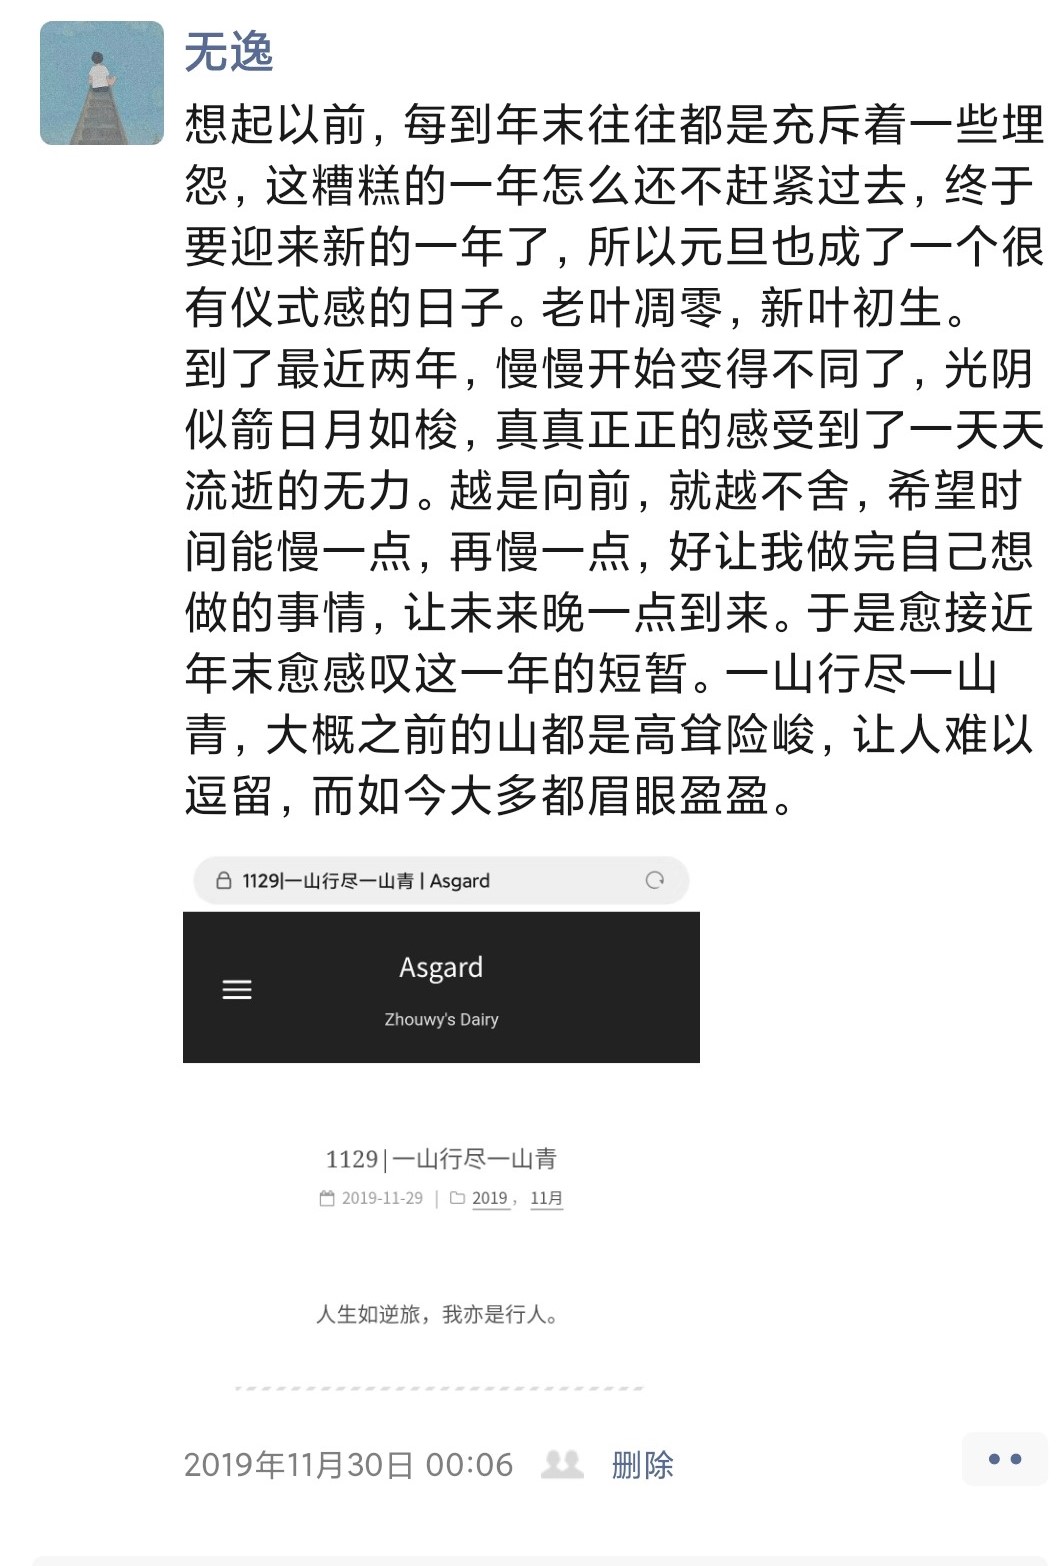 无逸
想起以前，每到年末往往都是充斥着一些埋
怨，这糟糕的一年怎么还不赶紧过去，终于
要迎来新的一年了，所以元旦也成了一个很
有仪式感的日子。老叶凋零，新叶初生。
到了最近两年，慢慢开始变得不同了，光阴
似箭日月如梭，真真正正的感受到了一天天
流逝的无力。越是向前，就越不舍，希望时
间能慢一点，再慢一点，好让我做完自己想
做的事情，让未来晚一点到来。于是愈接近
年末愈感叹这一年的短暂。一山行尽一山
青，大概之前的山都是高耸险峻，让人难以
逗留，而如今大多都眉眼盈盈。
1129|一山行尽一山青 | Asgard
Asgard
Zhouwy's Dairy
1129|一山行尽一山青
2019-11-29 | 2019， 11月
人生如逆旅，我亦是行人。
2019年11月30日 00:06 删除